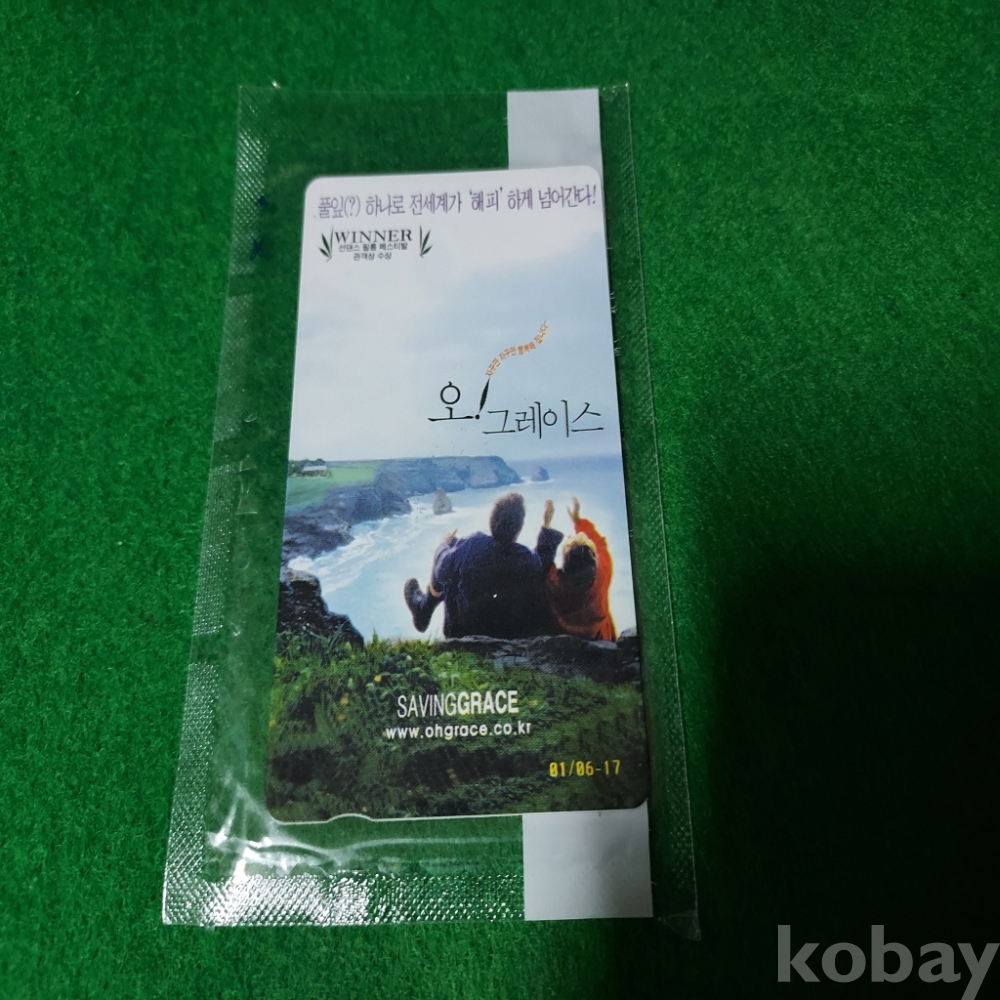 풀잎(?) 하나로 전세계가 '해피' 하게 넘어간다!
WINNER
선댄스 필름 페스티발
관객상 수상
오! 그레이스
SAVINGGRACE
www.ohgrace.co.kr
01/06-17
kobay